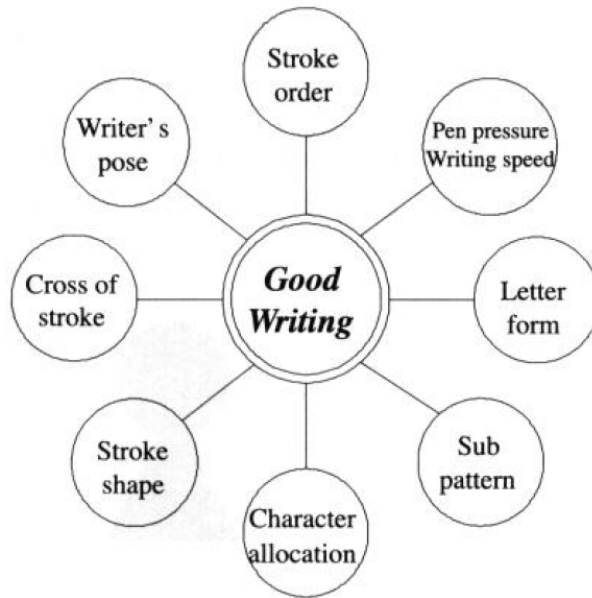 Stroke
order
Writer's
pose
Pen pressure
Writing speed
Cross of
stroke
Good
Writing
Letter
form
Stroke
shape
Sub
pattern
Character
allocation